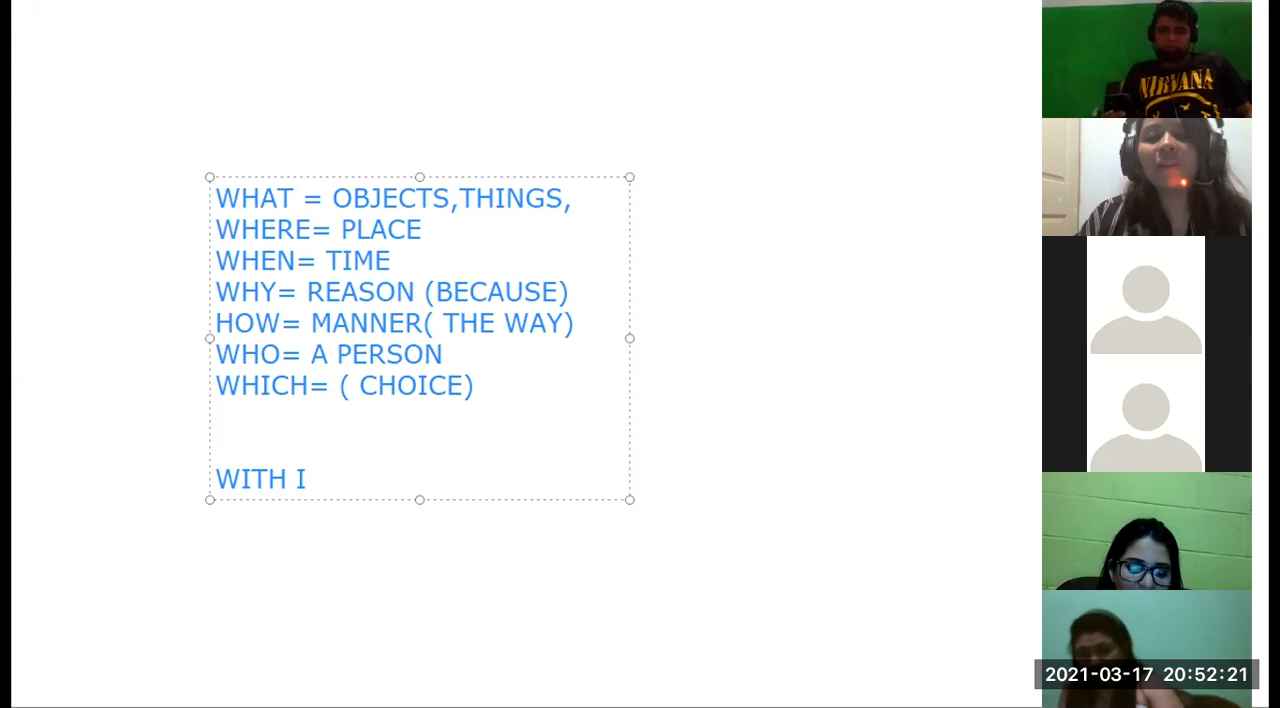 WHAT = OBJECTS,THINGS,
WHERE= PLACE
WHEN= TIME
WHY= REASON (BECAUSE)
HOW= MANNER( THE WAY)
WHO= A PERSON
WHICH= ( CHOICE)
WITH I
NIRVANA
2021-03-17 20:52:21